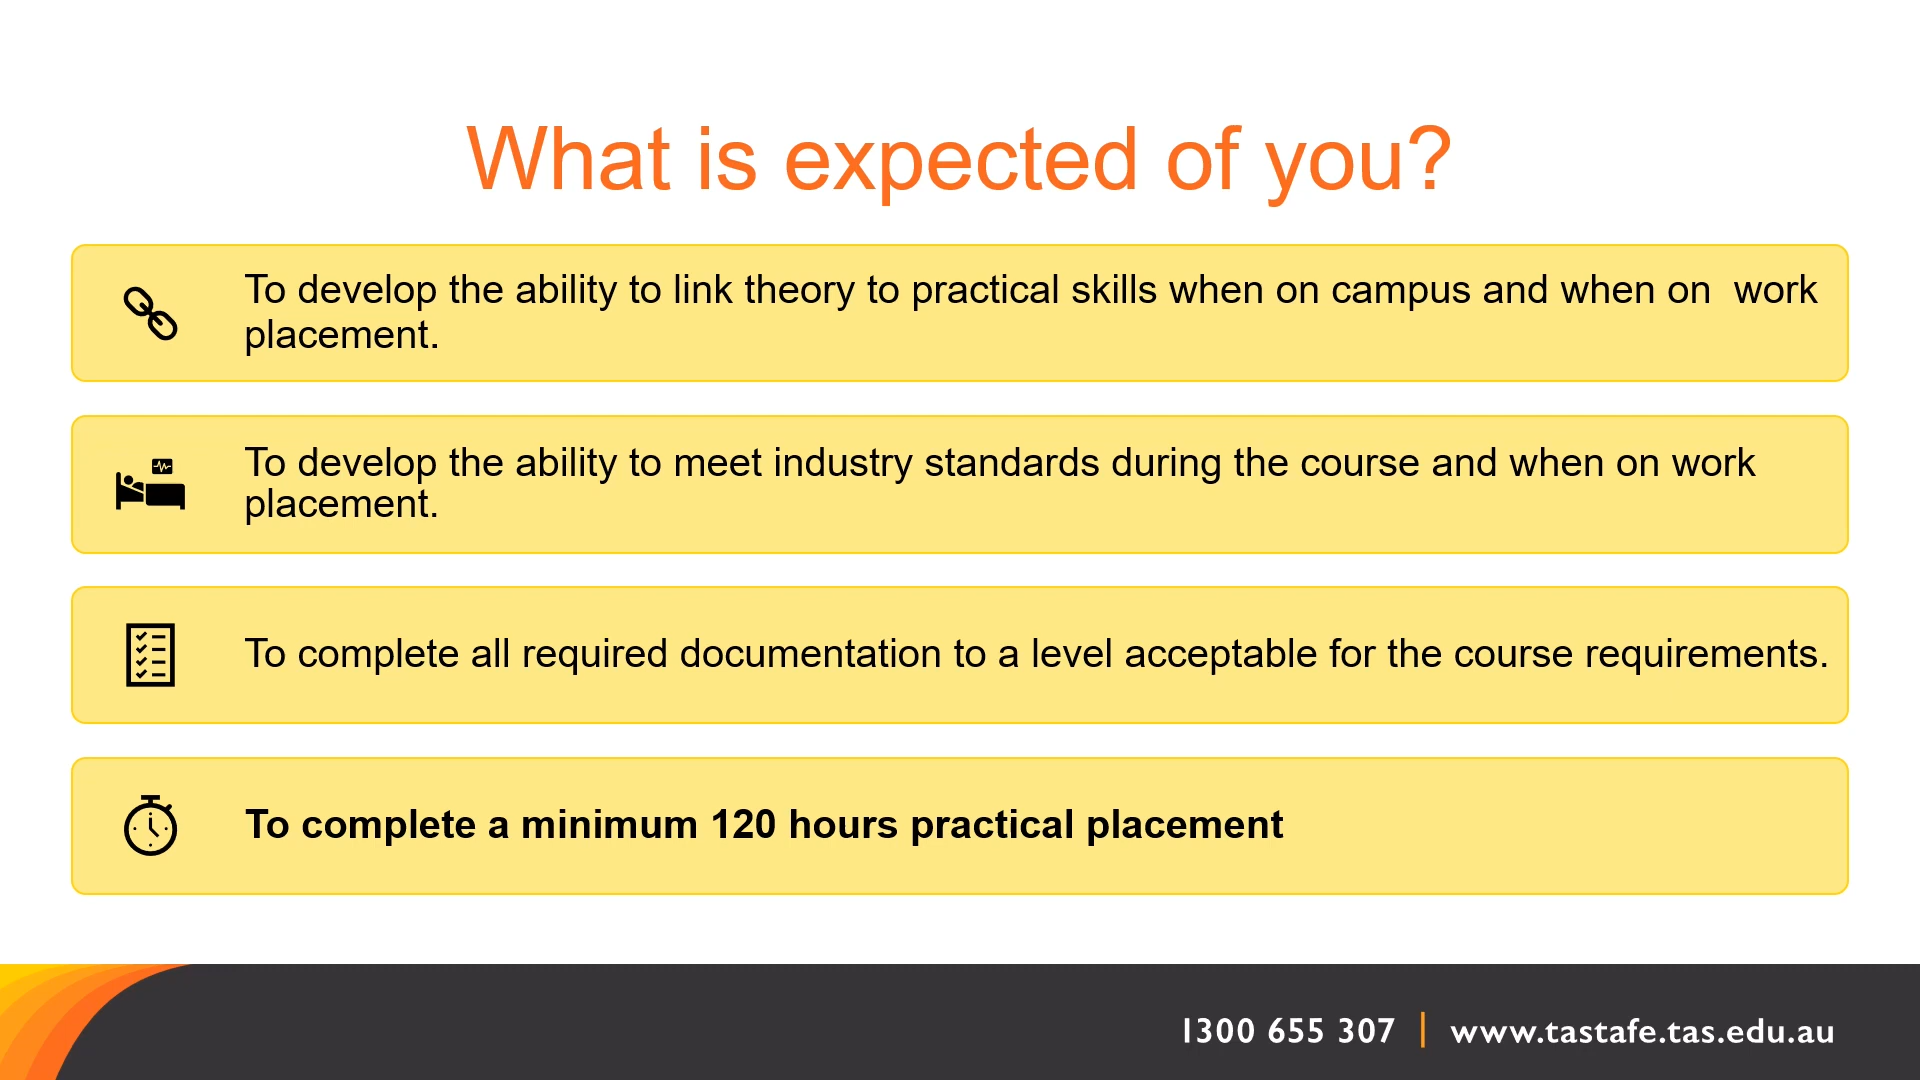 What is expected of you?
To develop the ability to link theory to practical skills when on campus and when on  work
placement.
To develop the ability to meet industry standards during the course and when on work
placement.
To complete all required documentation to a level acceptable for the course requirements.
To complete a minimum 120 hours practical placement
1300 655 307 | www.tastafe.tas.edu.au